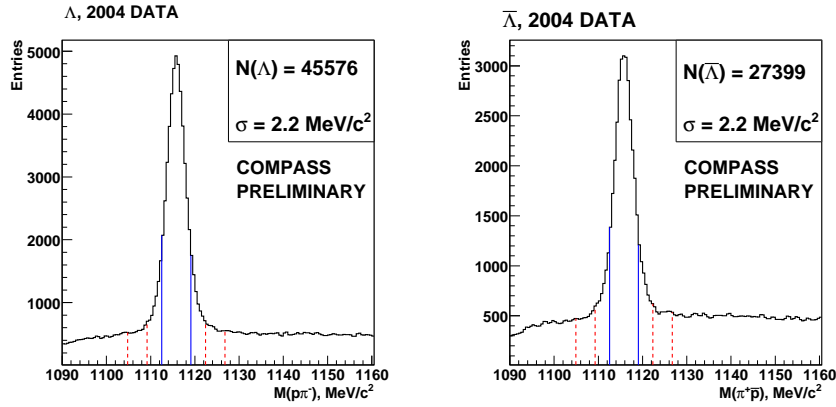 Λ, 2004 DATA
Entries
5000
4000
3000
2000
1000
N(Λ) = 45576
σ = 2.2 MeV/c²
COMPASS
PRELIMINARY
1090 1100 1110 1120 1130 1140 1150 1160
M(pπ⁻), MeV/c²
Λ̅, 2004 DATA
Entries
3000
2500
2000
1500
1000
500
N(Λ̅) = 27399
σ = 2.2 MeV/c²
COMPASS
PRELIMINARY
1090 1100 1110 1120 1130 1140 1150 1160
M(π⁺p̅), MeV/c²